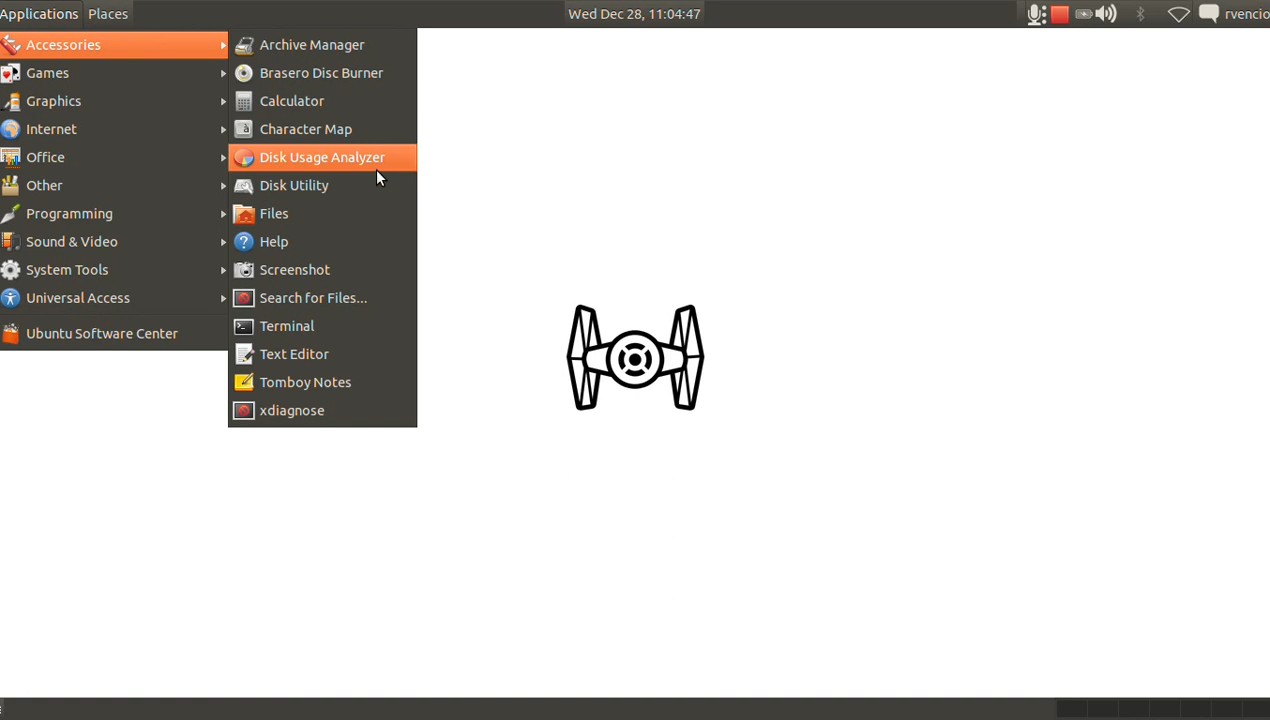 Applications Places Wed Dec 28, 11:04:47 rvencio
Accessories
Games
Graphics
Internet
Office
Other
Programming
Sound & Video
System Tools
Universal Access
Ubuntu Software Center
Archive Manager
Brasero Disc Burner
Calculator
Character Map
Disk Usage Analyzer
Disk Utility
Files
Help
Screenshot
Search for Files...
Terminal
Text Editor
Tomboy Notes
xdiagnose